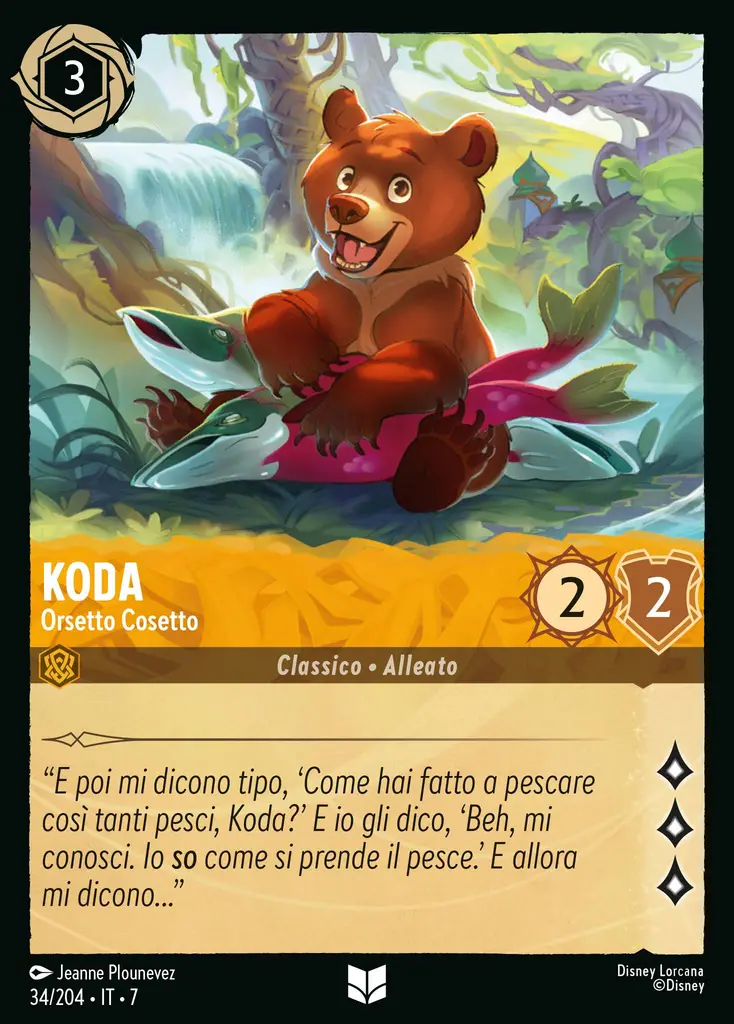 3
KODA
Orsetto Cosetto
2
2
Classico • Alleato
“E poi mi dicono tipo, ‘Come hai fatto a pescare
così tanti pesci, Koda?’ E io gli dico, ‘Beh, mi
conosci. Io so come si prende il pesce.’ E allora
mi dicono...”
Jeanne Plounevez
34/204 • IT • 7
Disney Lorcana
©Disney